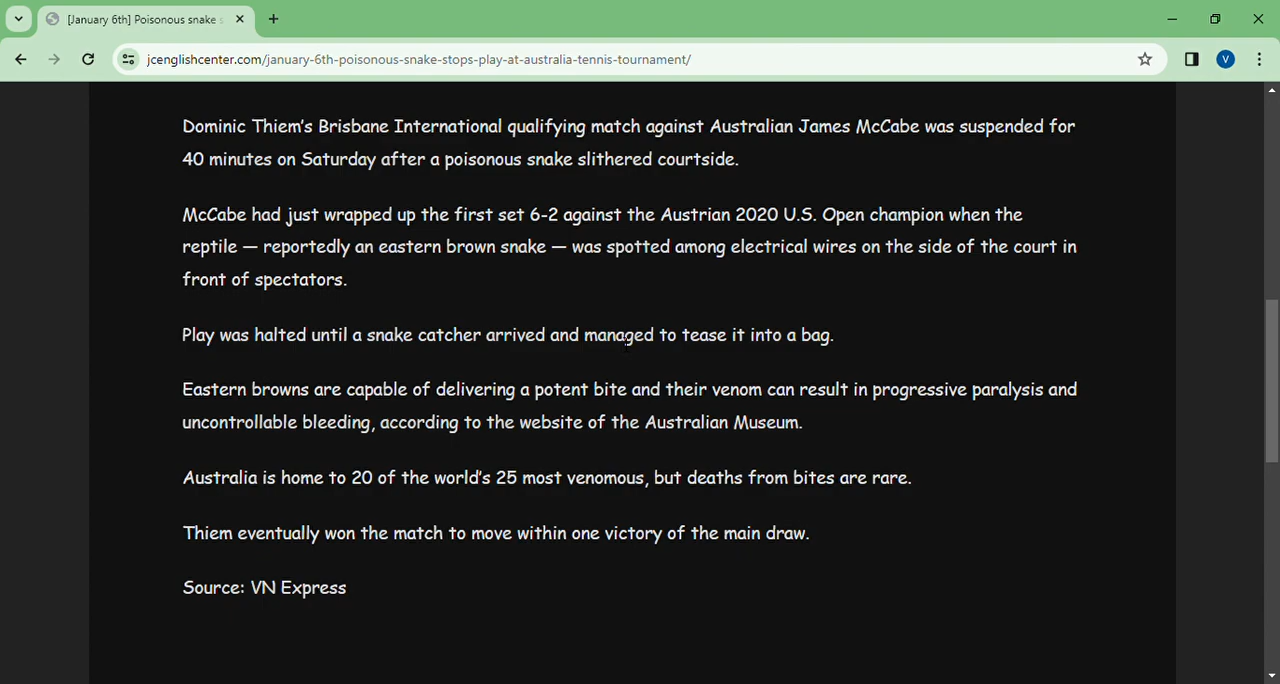 [January 6th] Poisonous snake s
jcenglishcenter.com/january-6th-poisonous-snake-stops-play-at-australia-tennis-tournament/
V
Dominic Thiem's Brisbane International qualifying match against Australian James McCabe was suspended for
40 minutes on Saturday after a poisonous snake slithered courtside.
McCabe had just wrapped up the first set 6-2 against the Austrian 2020 U.S. Open champion when the
reptile — reportedly an eastern brown snake — was spotted among electrical wires on the side of the court in
front of spectators.
Play was halted until a snake catcher arrived and managed to tease it into a bag.
Eastern browns are capable of delivering a potent bite and their venom can result in progressive paralysis and
uncontrollable bleeding, according to the website of the Australian Museum.
Australia is home to 20 of the world's 25 most venomous, but deaths from bites are rare.
Thiem eventually won the match to move within one victory of the main draw.
Source: VN Express